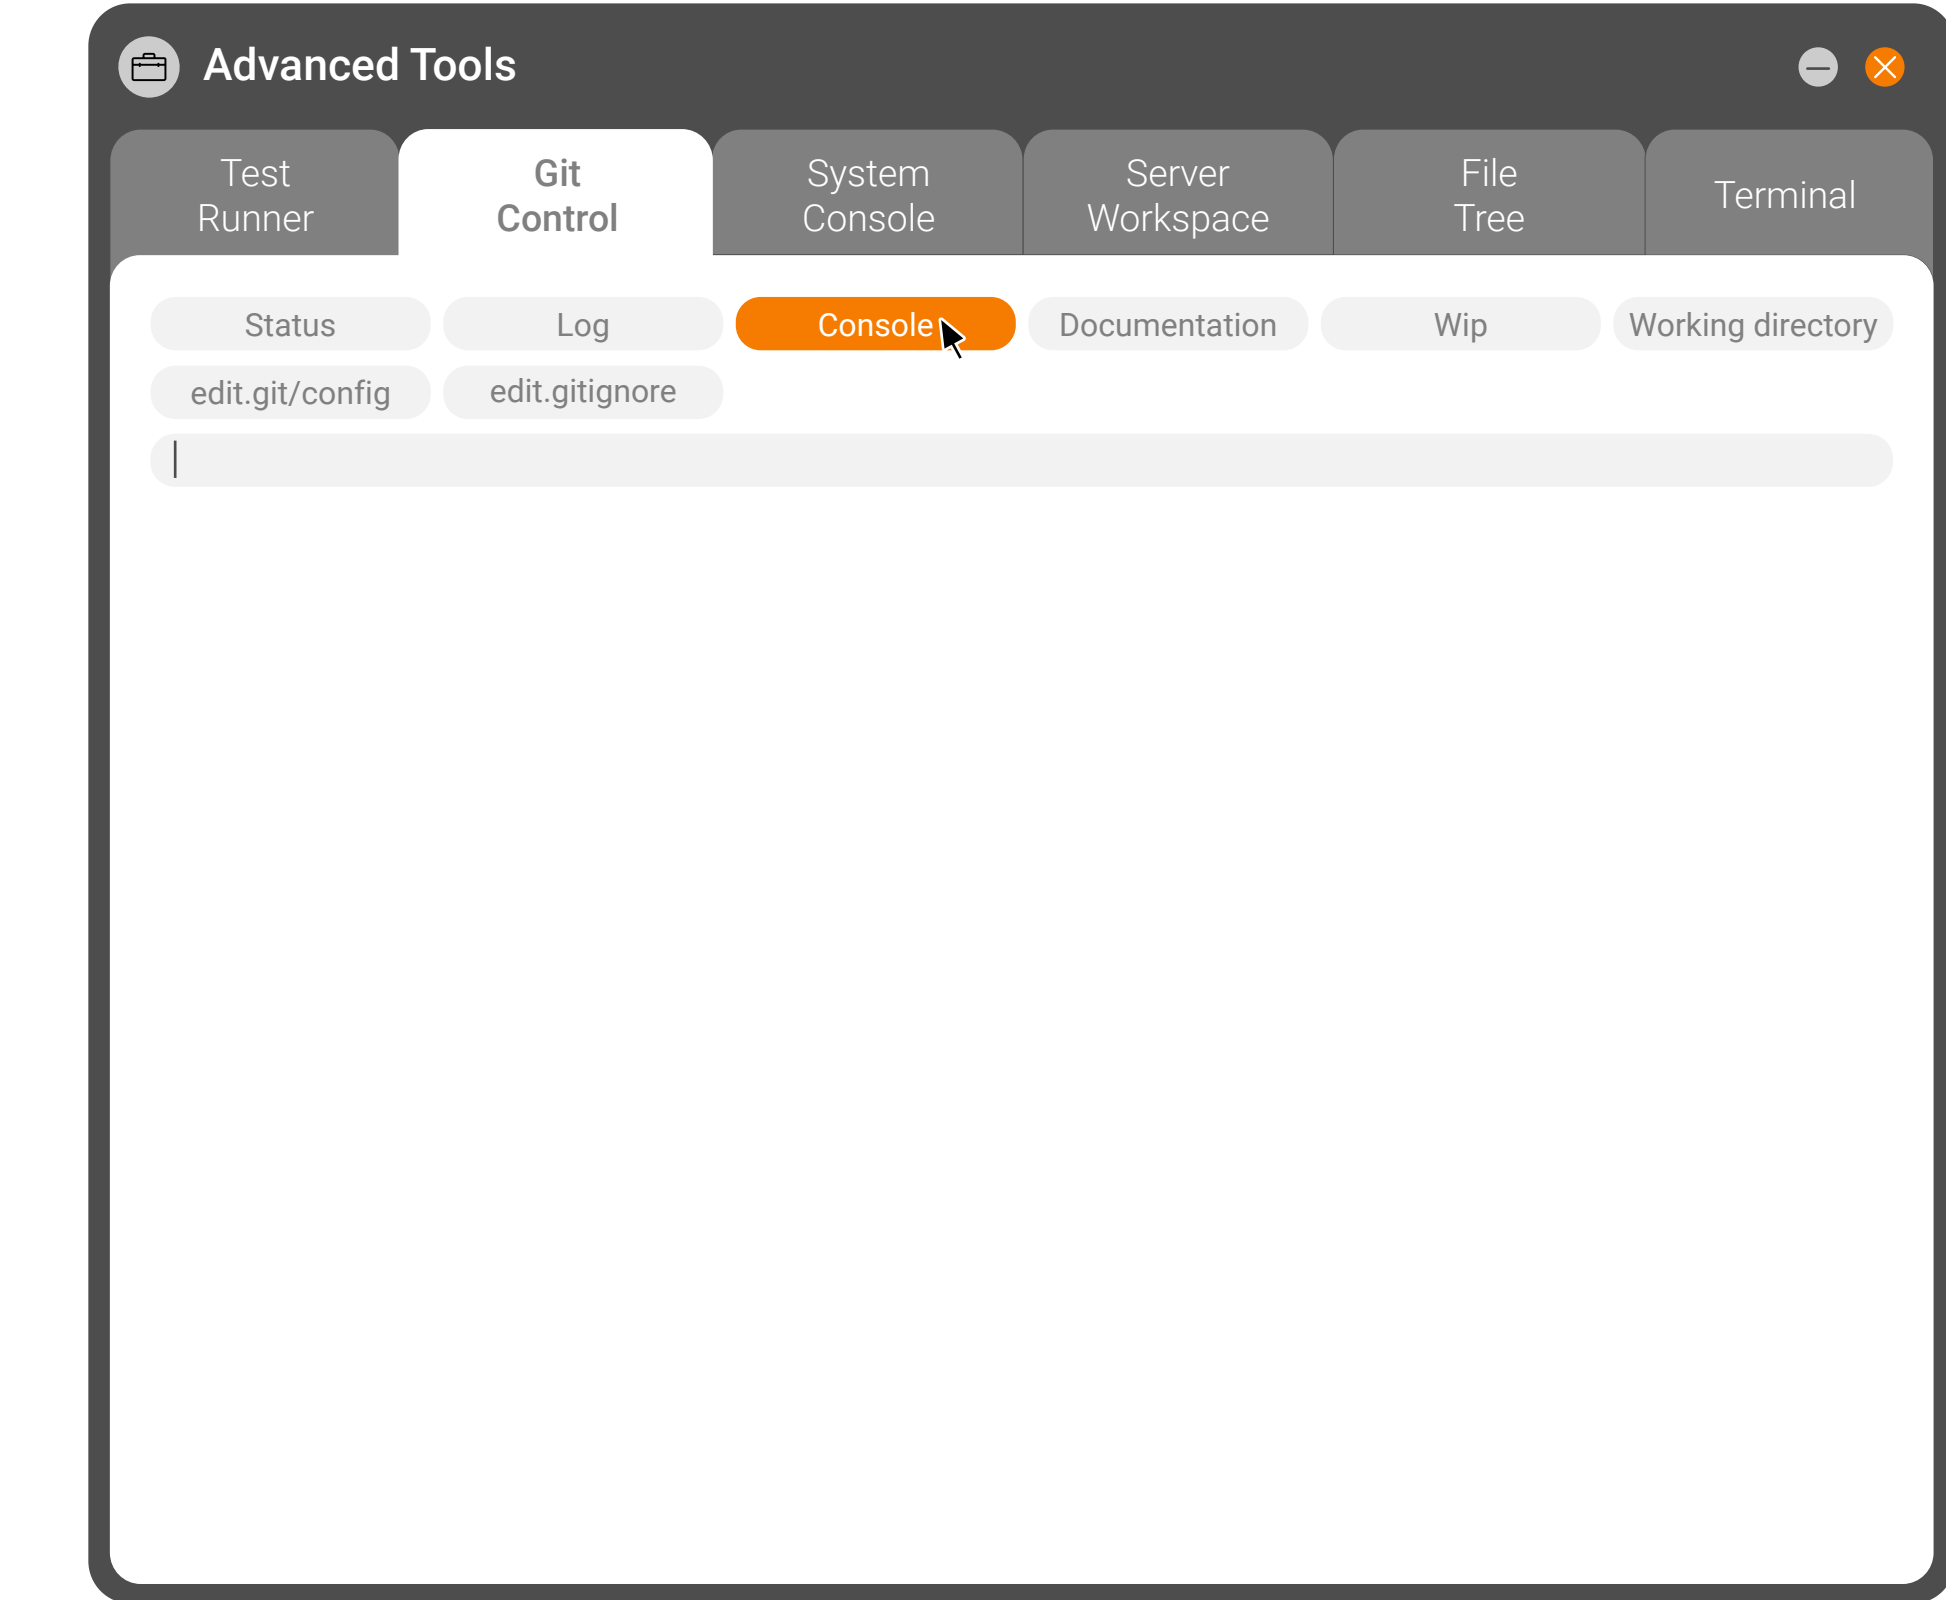 Advanced Tools
Test
Runner
Git
Control
System
Console
Server
Workspace
File
Tree
Terminal
Status
Log
Console
Documentation
Wip
Working directory
edit.git/config
edit.gitignore